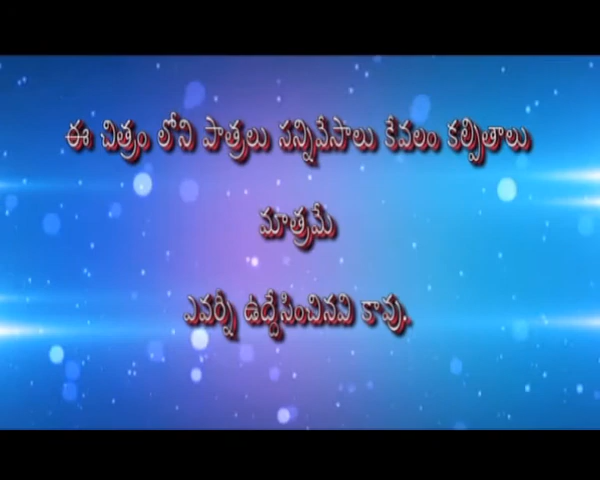 ఈ చిత్రం లోని పాత్రలు సన్నివేసాలు కేవలం కల్పితాలు
మాత్రమే
ఎవర్నీ ఉద్దేసించినవి కావు.